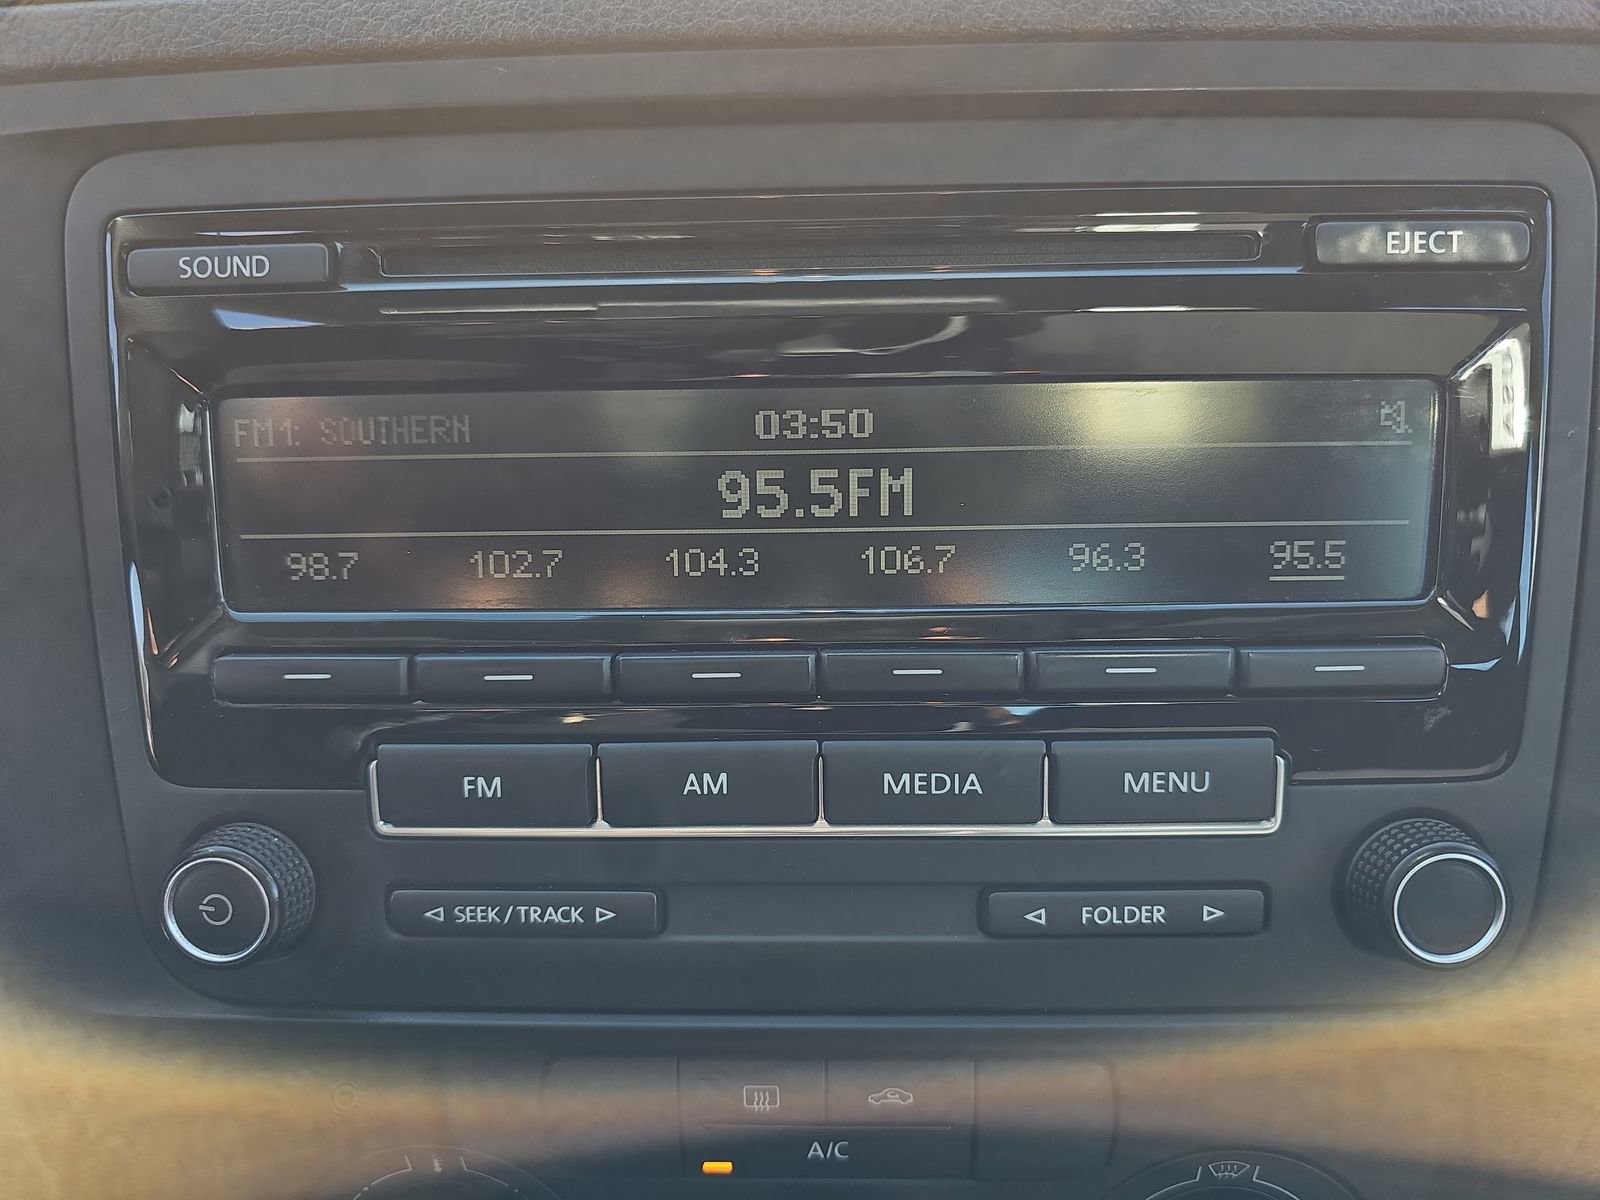 SOUND
EJECT
FM1: SOUTHERN 03:50
95.5FM
98.7 102.7 104.3 106.7 96.3 95.5
FM AM MEDIA MENU
SEEK/TRACK FOLDER
A/C